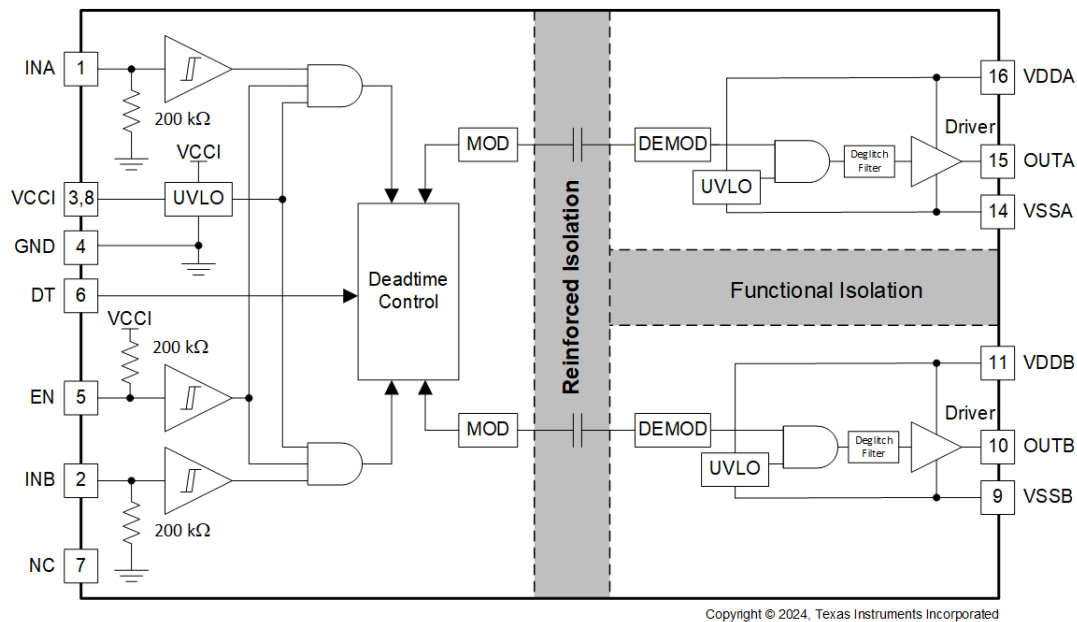 INA
1
200 kΩ
VCCI
3,8
VCCI
UVLO
GND
4
DT
6
VCCI
200 kΩ
EN
5
INB
2
200 kΩ
NC
7
Deadtime
Control
MOD
MOD
Reinforced Isolation
Functional Isolation
DEMOD
UVLO
Deglitch
Filter
Driver
16
VDDA
15
OUTA
14
VSSA
DEMOD
UVLO
Deglitch
Filter
Driver
11
VDDB
10
OUTB
9
VSSB
Copyright © 2024, Texas Instruments Incorporated